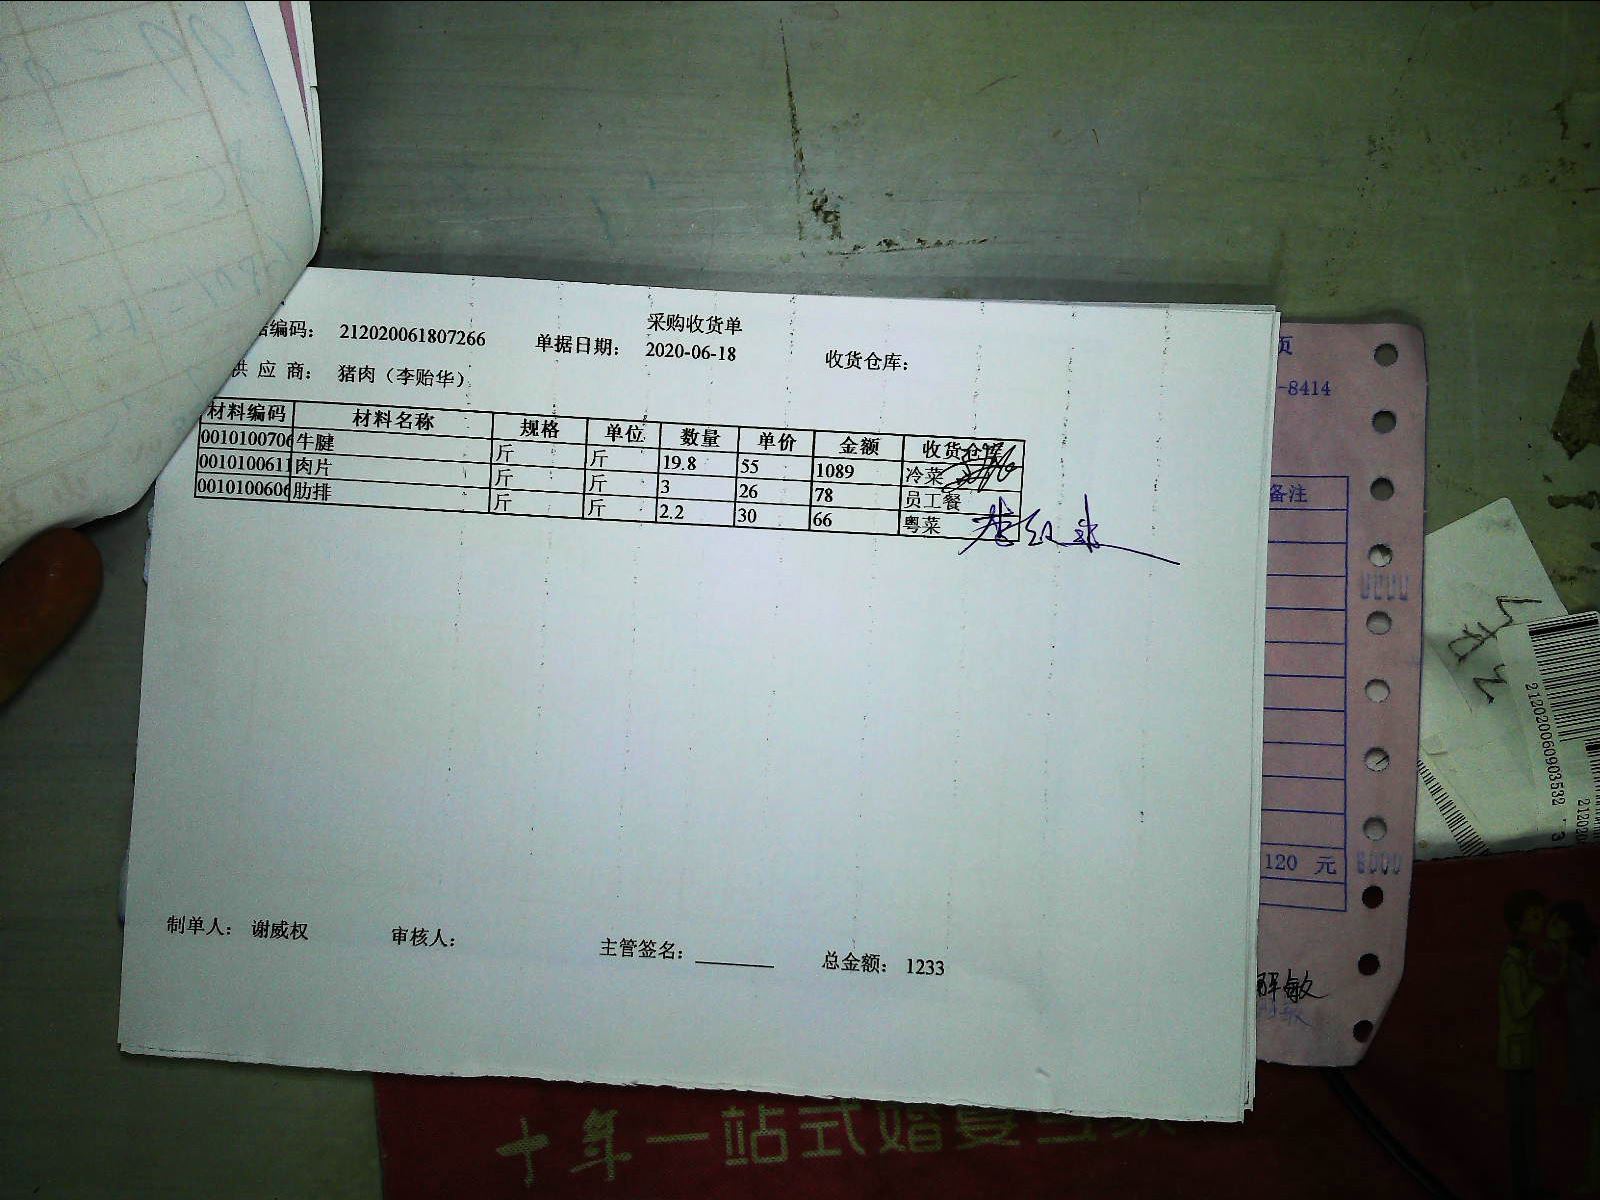 采购收货单
据编码： 212020061807266 单据日期： 2020-06-18 收货仓库：
供 应 商： 猪肉（李贻华）
材料编码 材料名称 规格 单位 数量 单价 金额 收货仓库
0010100706 牛腱 斤 斤 19.8 55 1089 冷菜
0010100611 肉片 斤 斤 3 26 78 员工餐
0010100606 肋排 斤 斤 2.2 30 66 粤菜
制单人： 谢威权 审核人： 主管签名： 总金额： 1233
页
-8414
备注
120 元
敏
212020060903532
21202
十年一站式婚宴